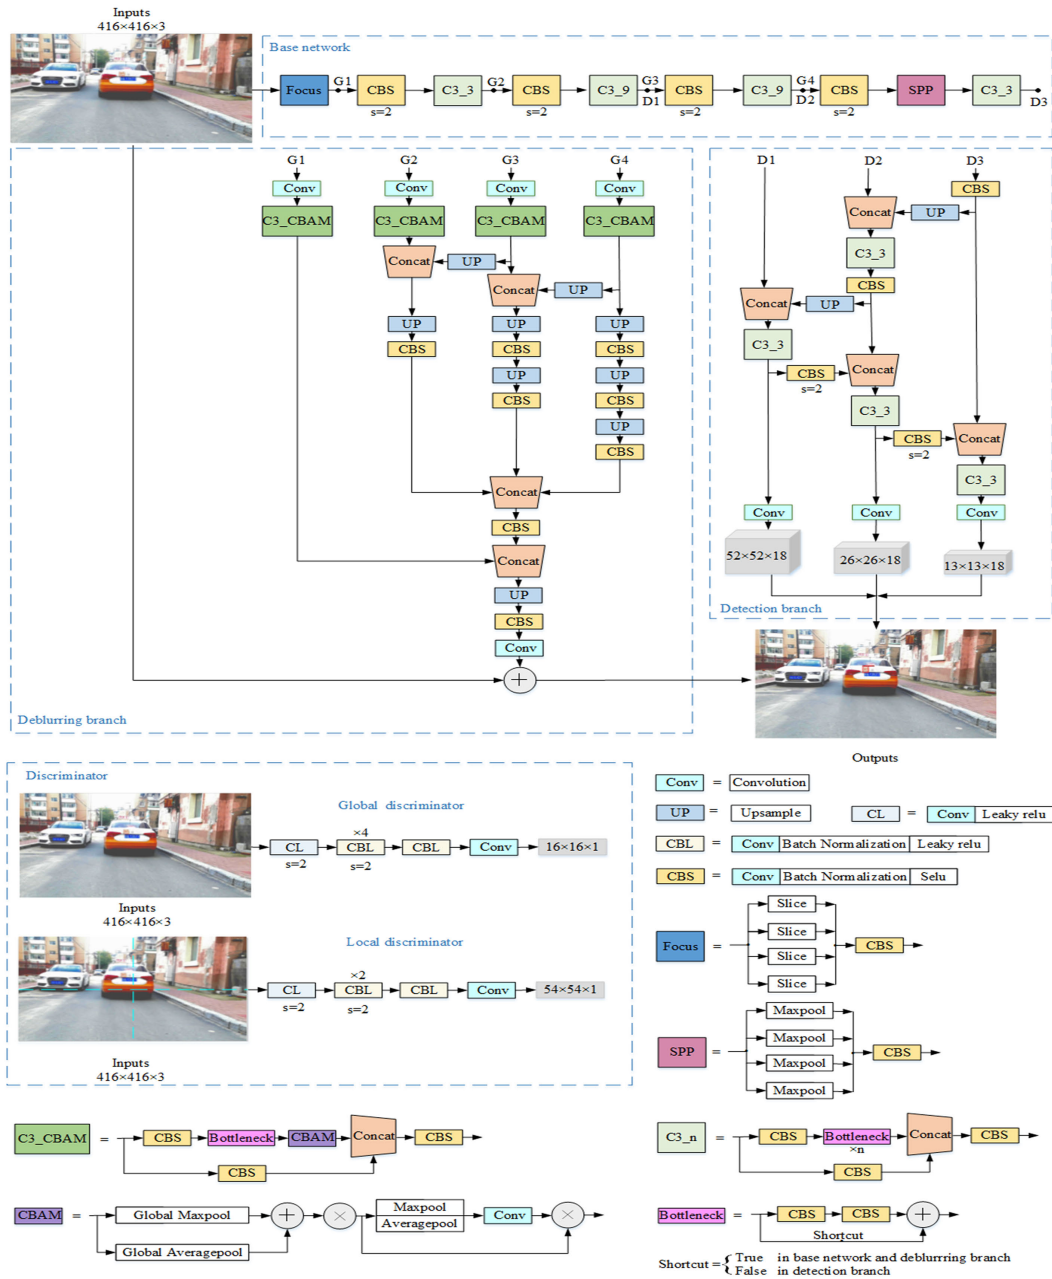 Inputs
416×416×3
Base network
Focus
G1
CBS
s=2
C3_3
G2
CBS
s=2
C3_9
G3
D1
CBS
s=2
C3_9
G4
D2
CBS
s=2
SPP
C3_3
D3
G1
G2
G3
G4
Conv
Conv
Conv
Conv
C3_CBAM
C3_CBAM
C3_CBAM
C3_CBAM
Concat
UP
Concat
UP
UP
UP
UP
CBS
CBS
CBS
UP
UP
CBS
CBS
UP
CBS
Concat
CBS
Concat
UP
CBS
Conv
Deblurring branch
D1
D2
D3
CBS
Concat
UP
C3_3
CBS
Concat
UP
C3_3
Concat
CBS
s=2
C3_3
CBS
s=2
Concat
C3_3
Conv
Conv
Conv
52×52×18
26×26×18
13×13×18
Detection branch
Outputs
Discriminator
Global discriminator
CL
s=2
×4
CBL
s=2
CBL
Conv
16×16×1
Inputs
416×416×3
Local discriminator
CL
s=2
×2
CBL
s=2
CBL
Conv
54×54×1
Inputs
416×416×3
Conv = Convolution
UP = Upsample
CL = Conv Leaky relu
CBL = Conv Batch Normalization Leaky relu
CBS = Conv Batch Normalization Selu
Focus =
Slice
Slice
Slice
Slice
CBS
SPP =
Maxpool
Maxpool
Maxpool
Maxpool
CBS
C3_CBAM = CBS Bottleneck CBAM Concat CBS
CBS
C3_n = CBS Bottleneck Concat CBS
×n
CBS
CBAM = Global Maxpool
Global Averagepool
Maxpool
Averagepool
Conv
Bottleneck = CBS CBS
Shortcut
Shortcut = { True in base network and deblurrring branch
False in detection branch